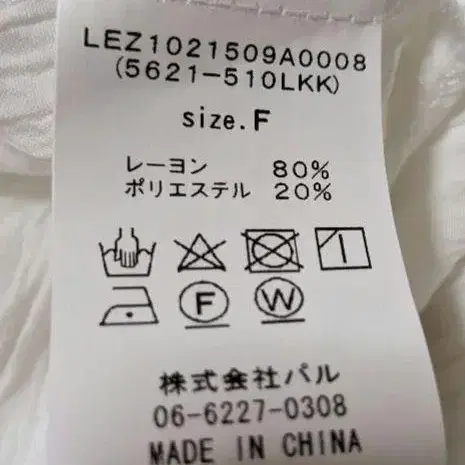 LEZ1021509A0008
(5621-510LKK)
size.F
レーヨン 80%
ポリエステル 20%
F W
株式会社パル
06-6227-0308
MADE IN CHINA